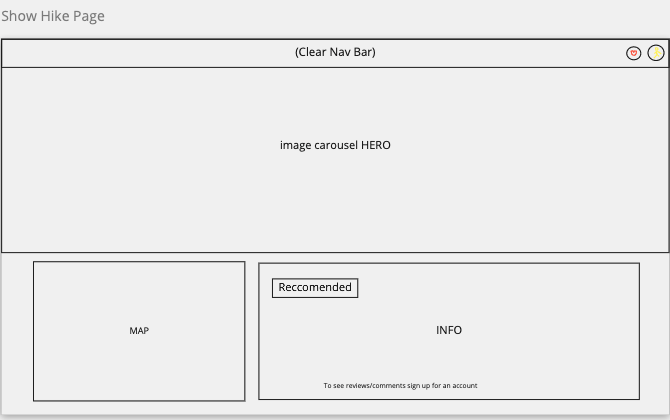 Show Hike Page
(Clear Nav Bar)
image carousel HERO
MAP
Reccomended
INFO
To see reviews/comments sign up for an account